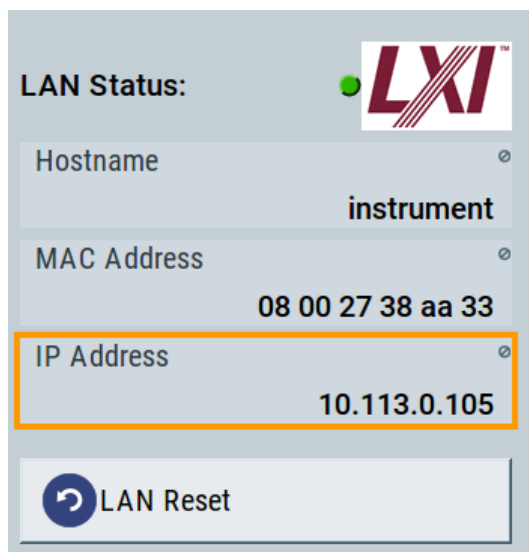 LAN Status:
LXI™
Hostname
instrument
MAC Address
08 00 27 38 aa 33
IP Address
10.113.0.105
LAN Reset